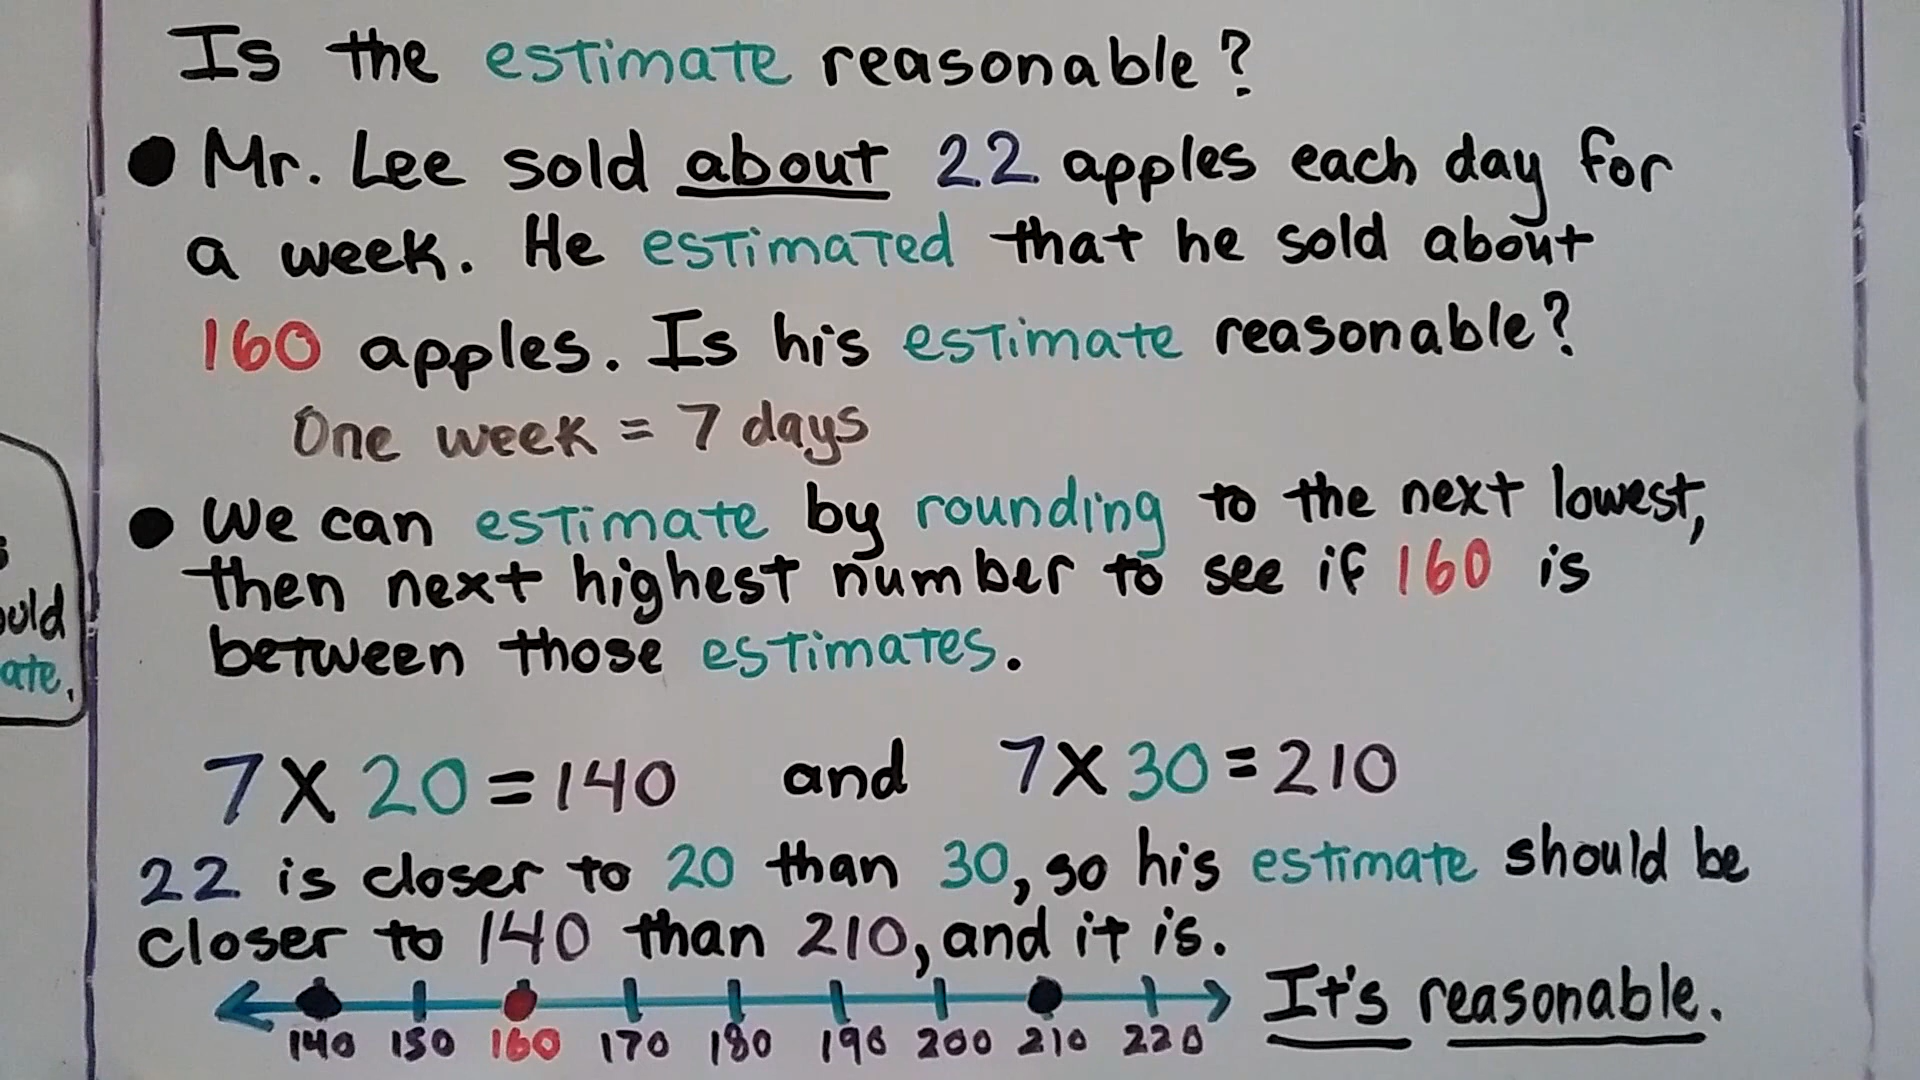 Is the estimate reasonable?
● Mr. Lee sold about 22 apples each day for
a week. He estimated that he sold about
160 apples. Is his estimate reasonable?
One week = 7 days
● We can estimate by rounding to the next lowest,
then next highest number to see if 160 is
between those estimates.
7 X 20 = 140 and 7 X 30 = 210
22 is closer to 20 than 30, so his estimate should be
closer to 140 than 210, and it is.
140 150 160 170 180 190 200 210 220
It's reasonable.